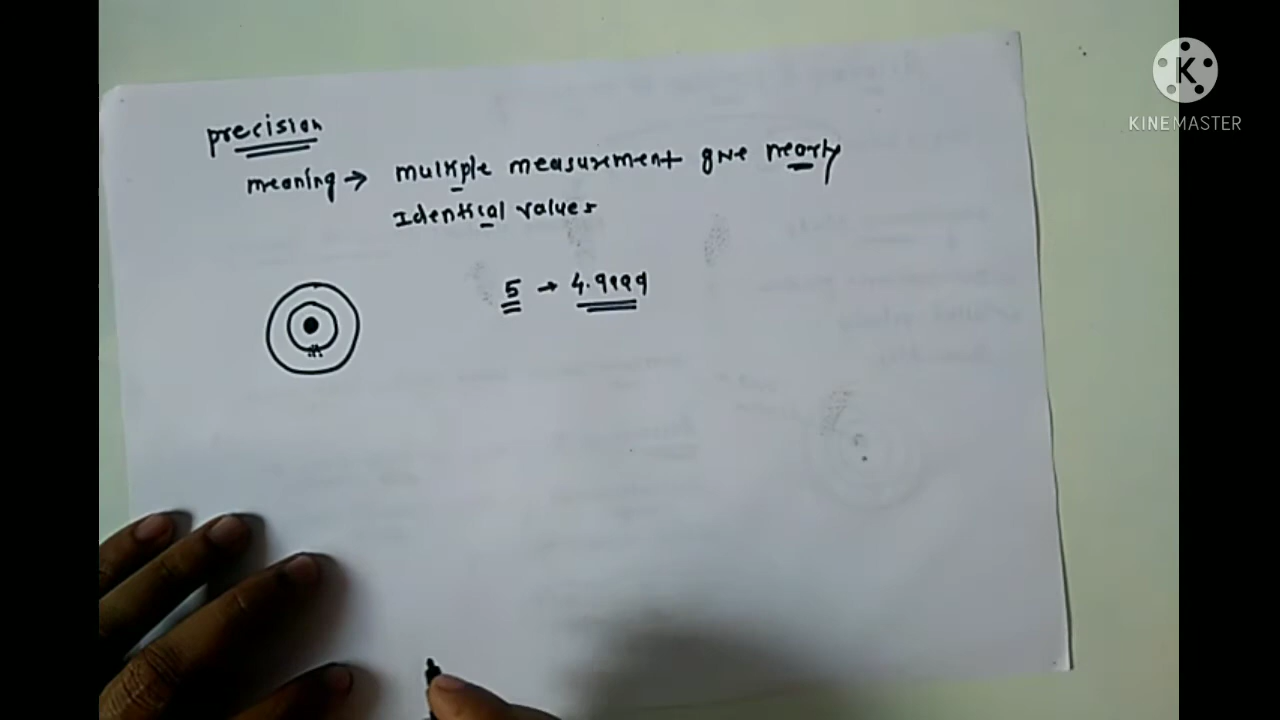 precision
meaning → multiple measurement give nearly
Identical values
5 → 4.9999
K
KINEMASTER